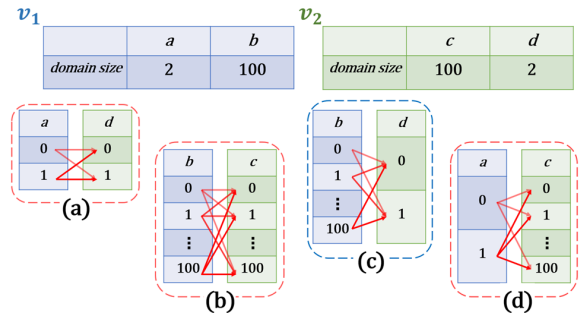 v1 v2
a b
domain size 2 100
c d
domain size 100 2
a d
0 0
1 1
(a)
b c
0 0
1 1
⋮ ⋮
100 100
(b)
b d
0 0
1
⋮ 1
100
(c)
a c
0 0
1
1 ⋮
100
(d)